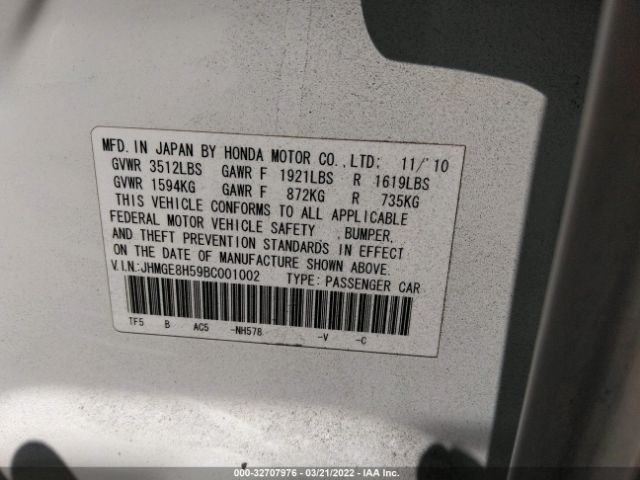 MFD. IN JAPAN BY HONDA MOTOR CO.,LTD: 11/'10
GVWR 3512LBS GAWR F 1921LBS R 1619LBS
GVWR 1594KG GAWR F 872KG R 735KG
THIS VEHICLE CONFORMS TO ALL APPLICABLE
FEDERAL MOTOR VEHICLE SAFETY ,BUMPER,
AND THEFT PREVENTION STANDARDS IN EFFECT
ON THE DATE OF MANUFACTURE SHOWN ABOVE.
V.I.N:JHMGE8H59BC001002 TYPE:PASSENGER CAR
TF5 B AC5 -NH578 -V -C
000-32707976 - 03/21/2022 - IAA Inc.